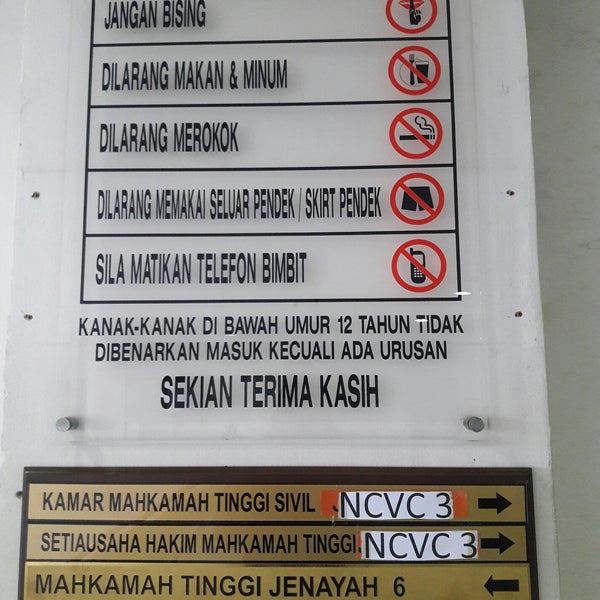 JANGAN BISING
DILARANG MAKAN & MINUM
DILARANG MEROKOK
DILARANG MEMAKAI SELUAR PENDEK / SKIRT PENDEK
SILA MATIKAN TELEFON BIMBIT
KANAK-KANAK DI BAWAH UMUR 12 TAHUN TIDAK
DIBENARKAN MASUK KECUALI ADA URUSAN
SEKIAN TERIMA KASIH
KAMAR MAHKAMAH TINGGI SIVIL NCVC 3
SETIAUSAHA HAKIM MAHKAMAH TINGGI NCVC 3
MAHKAMAH TINGGI JENAYAH 6